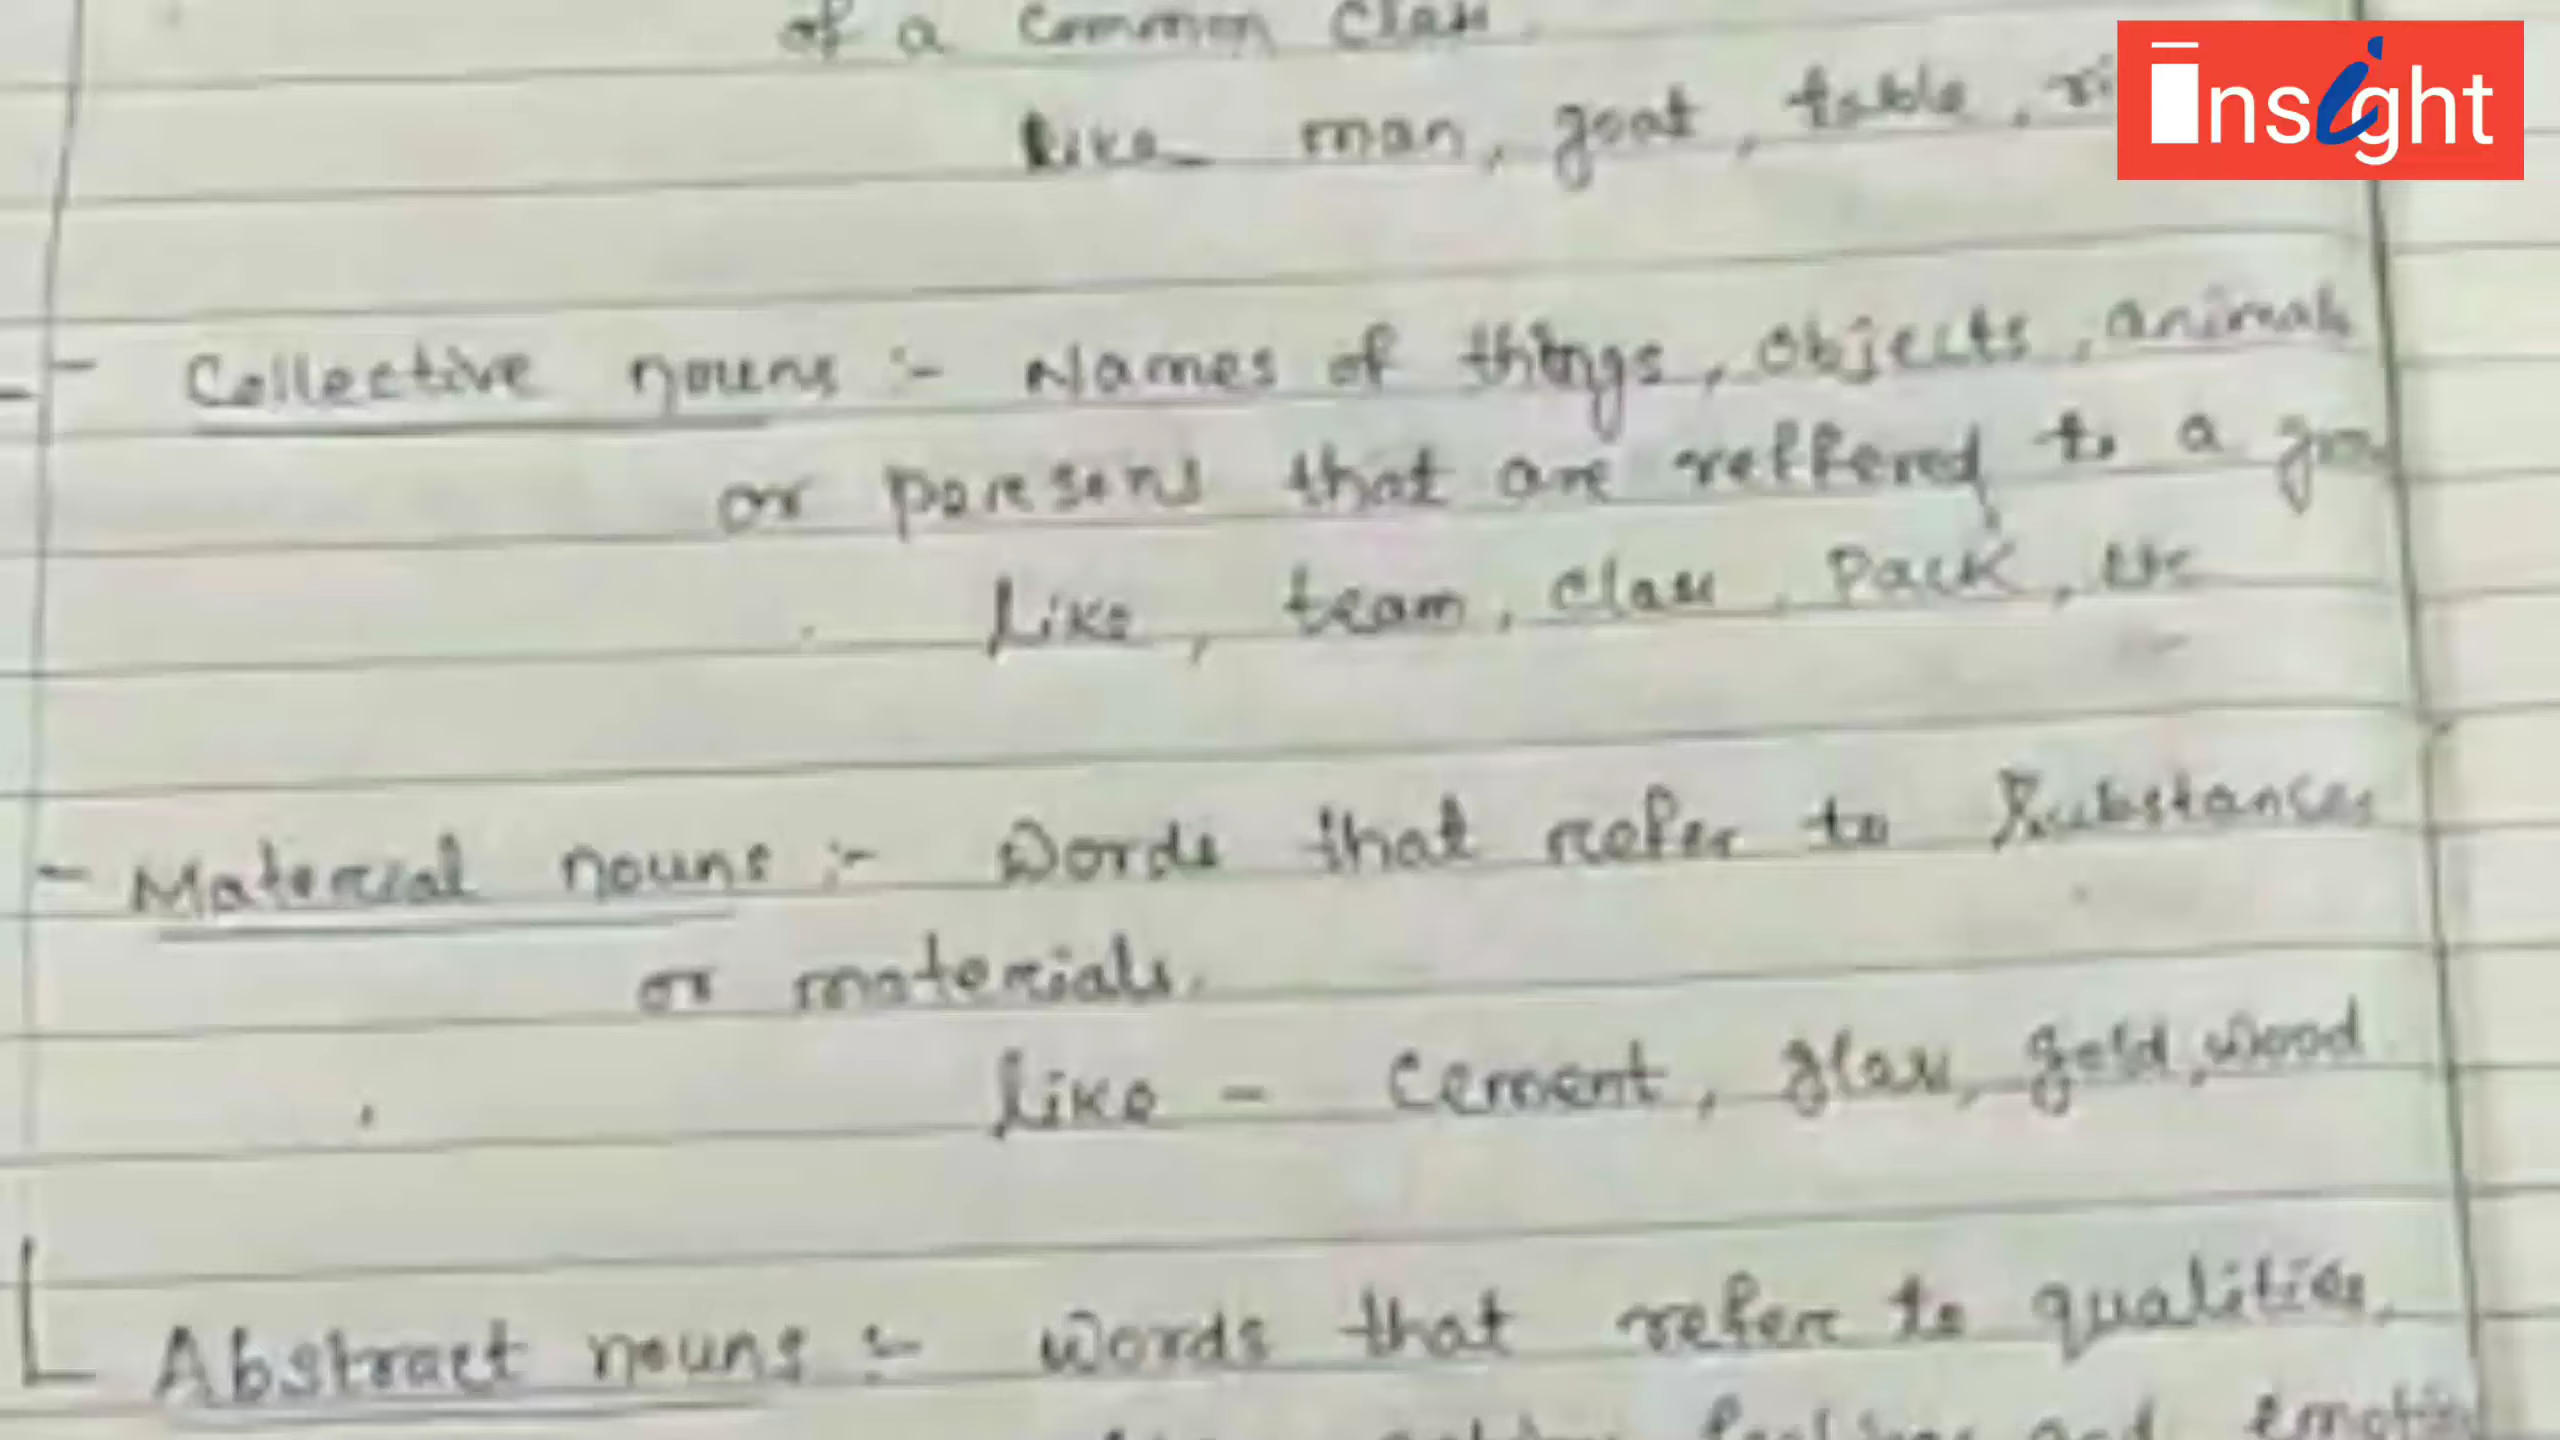 of a common class.
like man, goat, table,
Insight
- Collective nouns :- Names of things, objects, animals
or persons that are reffered to a
like, team, class, pack, etc
- Material nouns :- Words that refer to Substances
or materials.
like - cement, glass, gold, wood
Abstract nouns :- words that refer to qualities,
feelings and